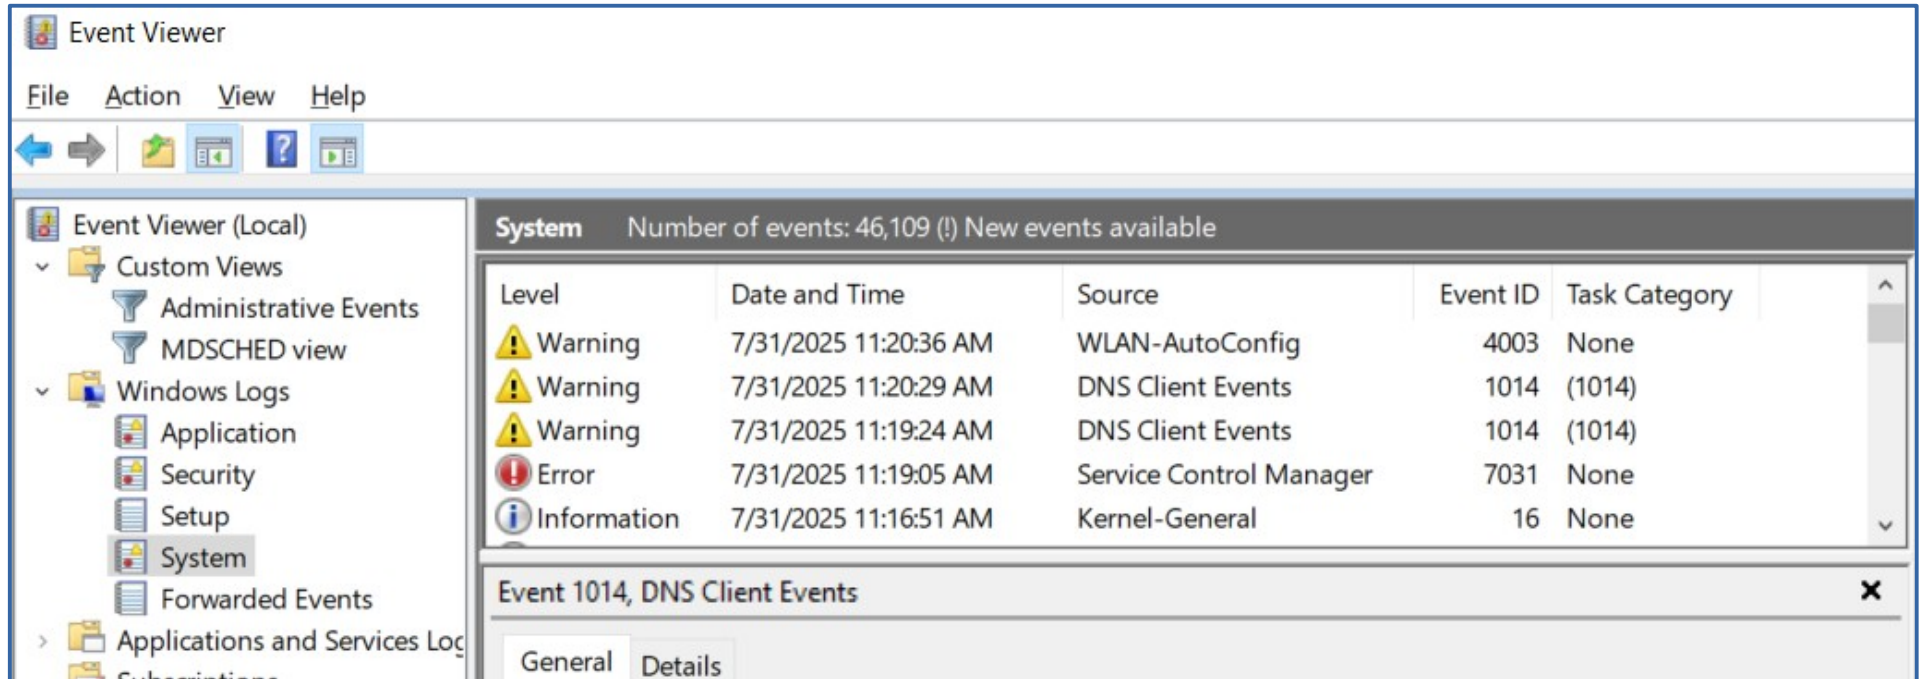 Event Viewer
File Action View Help
Event Viewer (Local)
Custom Views
Administrative Events
MDSCHED view
Windows Logs
Application
Security
Setup
System
Forwarded Events
Applications and Services Log
Subscriptions
System Number of events: 46,109 (!) New events available
Level Date and Time Source Event ID Task Category
Warning 7/31/2025 11:20:36 AM WLAN-AutoConfig 4003 None
Warning 7/31/2025 11:20:29 AM DNS Client Events 1014 (1014)
Warning 7/31/2025 11:19:24 AM DNS Client Events 1014 (1014)
Error 7/31/2025 11:19:05 AM Service Control Manager 7031 None
Information 7/31/2025 11:16:51 AM Kernel-General 16 None
Event 1014, DNS Client Events
General Details